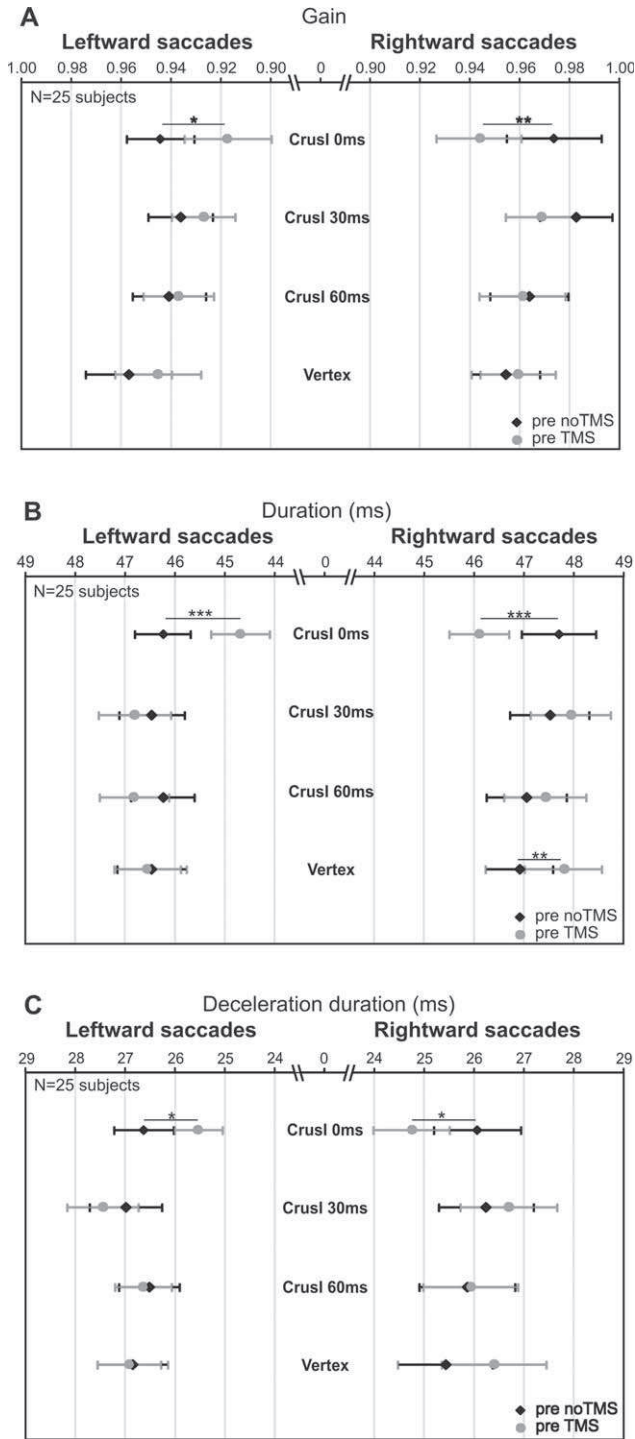 A Gain
Leftward saccades Rightward saccades
1.00 0.98 0.96 0.94 0.92 0.90 0 0.90 0.92 0.94 0.96 0.98 1.00
N=25 subjects
* **
CrusI 0ms
CrusI 30ms
CrusI 60ms
Vertex
pre noTMS
pre TMS
B Duration (ms)
Leftward saccades Rightward saccades
49 48 47 46 45 44 0 44 45 46 47 48 49
N=25 subjects
*** ***
CrusI 0ms
CrusI 30ms
CrusI 60ms
**
Vertex
pre noTMS
pre TMS
C Deceleration duration (ms)
Leftward saccades Rightward saccades
29 28 27 26 25 24 0 24 25 26 27 28 29
N=25 subjects
* *
CrusI 0ms
CrusI 30ms
CrusI 60ms
Vertex
pre noTMS
pre TMS